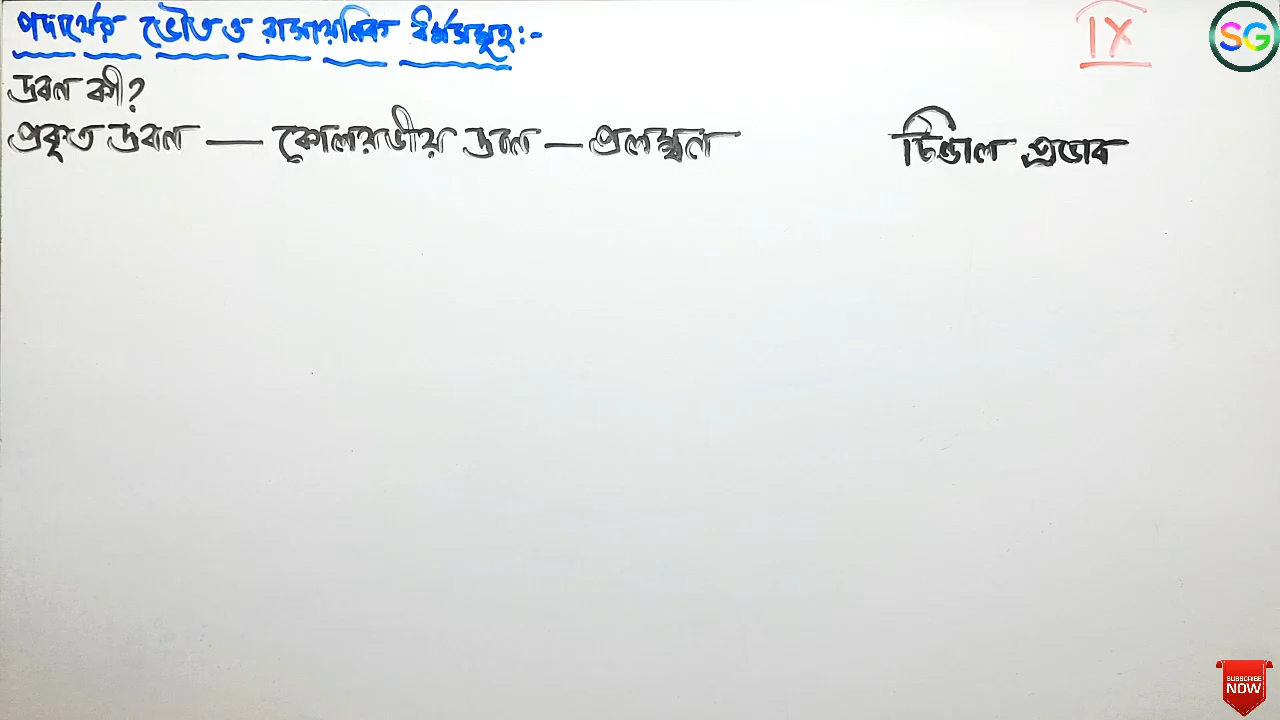 পদার্থের ভৌত ও রাসায়নিক ধর্মসমূহ:-
IX
SG
দ্রবণ কী?
প্রকৃত দ্রবণ — কোলয়ডীয় দ্রবণ — প্রলম্বন
টিণ্ডাল প্রভাব
SUBSCRIBE
NOW